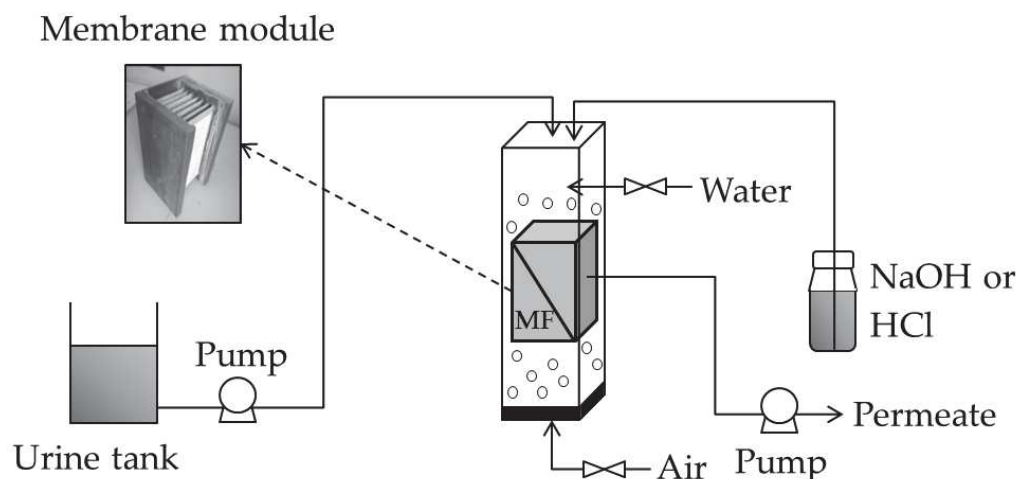 Membrane module
Water
NaOH or
HCl
MF
Pump
Urine tank
Air
Pump
Permeate